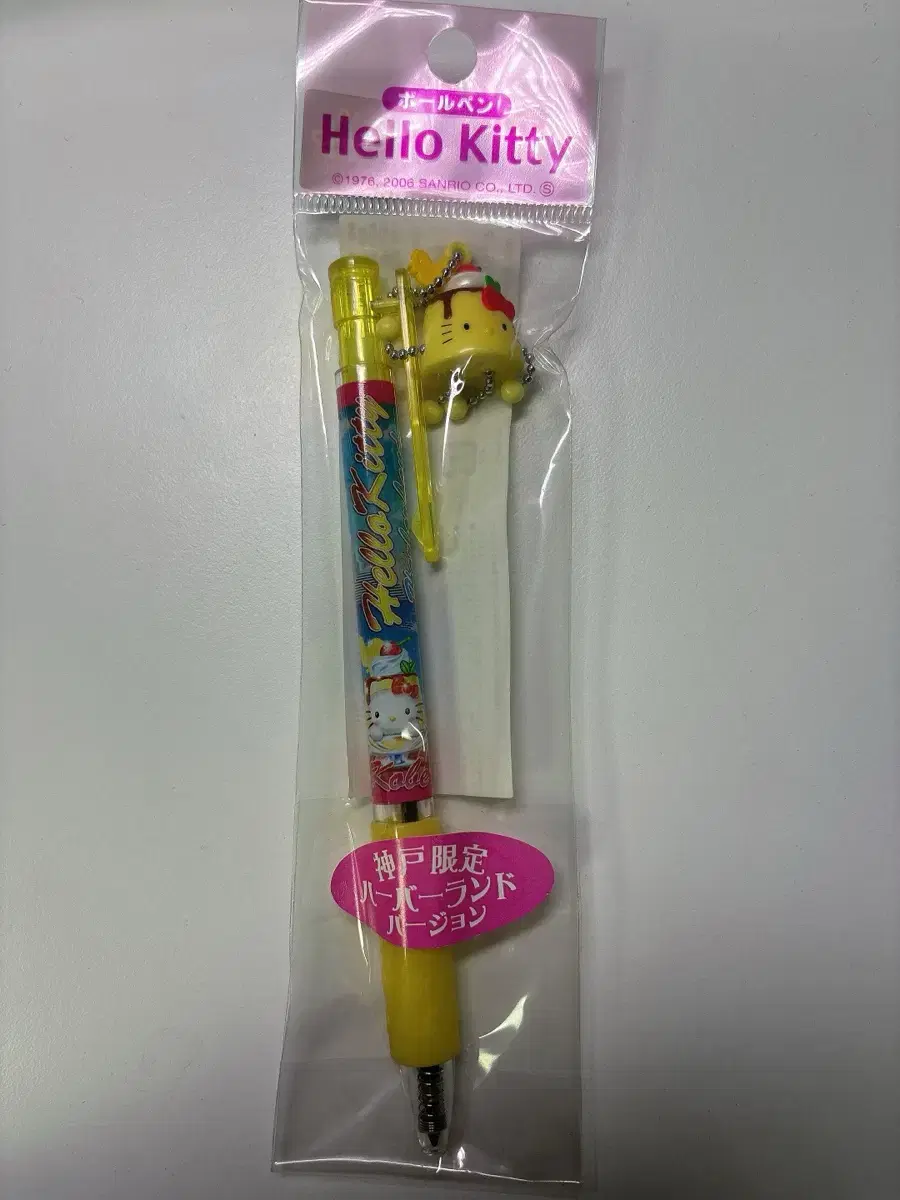 ボールペン
Hello Kitty
©1976, 2006 SANRIO CO., LTD. Ⓢ
Hello Kitty
Kobe
神戸限定
ハーバーランド
バージョン